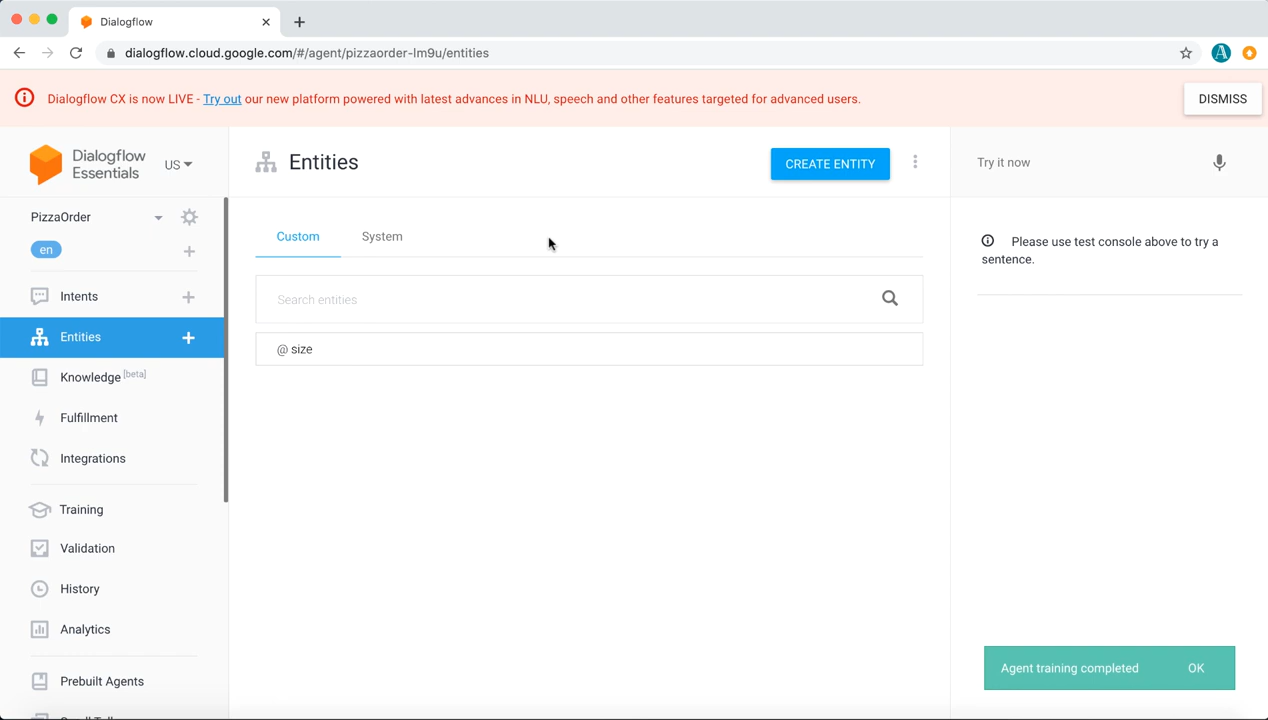 Dialogflow
dialogflow.cloud.google.com/#/agent/pizzaorder-lm9u/entities
Dialogflow CX is now LIVE - Try out our new platform powered with latest advances in NLU, speech and other features targeted for advanced users.
DISMISS
Dialogflow
Essentials
US
Entities
CREATE ENTITY
Try it now
PizzaOrder
en
Custom
System
Please use test console above to try a
sentence.
Intents
Search entities
Entities
@ size
Knowledge [beta]
Fulfillment
Integrations
Training
Validation
History
Analytics
Agent training completed
OK
Prebuilt Agents